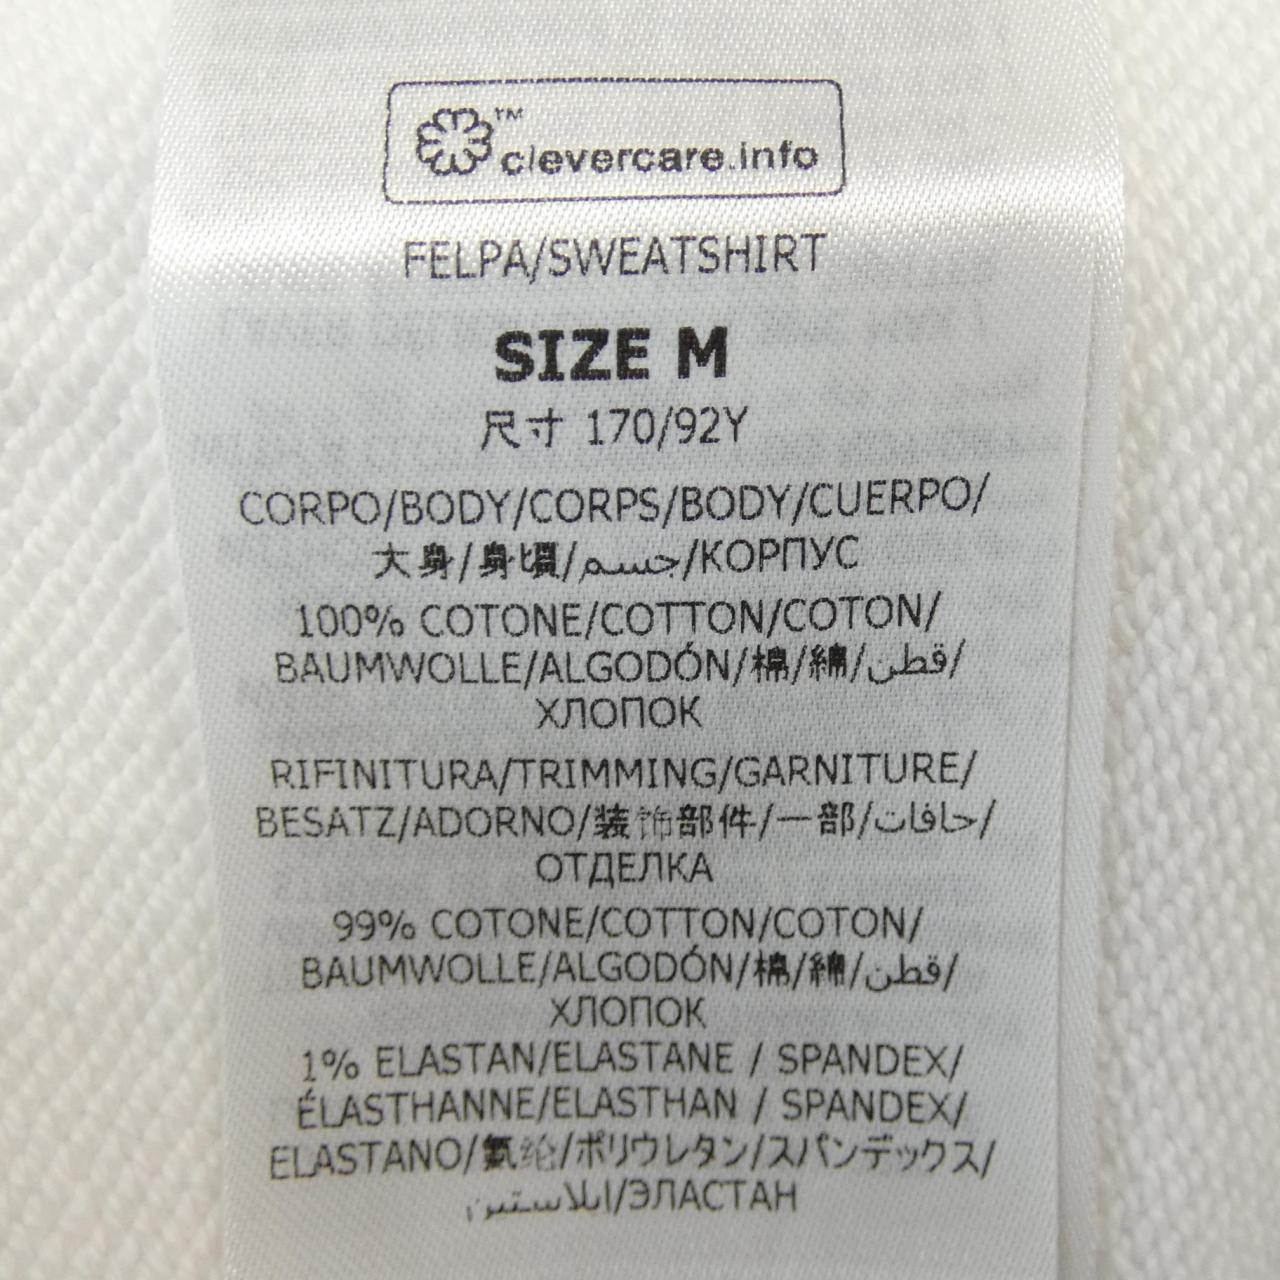 ™
clevercare.info
FELPA/SWEATSHIRT
SIZE M
尺寸 170/92Y
CORPO/BODY/CORPS/BODY/CUERPO/
大身/身頃/جسم/КОРПУС
100% COTONE/COTTON/COTON/
BAUMWOLLE/ALGODÓN/棉/綿/قطن/
ХЛОПОК
RIFINITURA/TRIMMING/GARNITURE/
BESATZ/ADORNO/装饰部件/一部/حافات/
ОТДЕЛКА
99% COTONE/COTTON/COTON/
BAUMWOLLE/ALGODÓN/棉/綿/قطن/
ХЛОПОК
1% ELASTAN/ELASTANE / SPANDEX/
ÉLASTHANNE/ELASTHAN / SPANDEX/
ELASTANO/氨纶/ポリウレタン/スパンデックス/
ايلاستين/ЭЛАСТАН